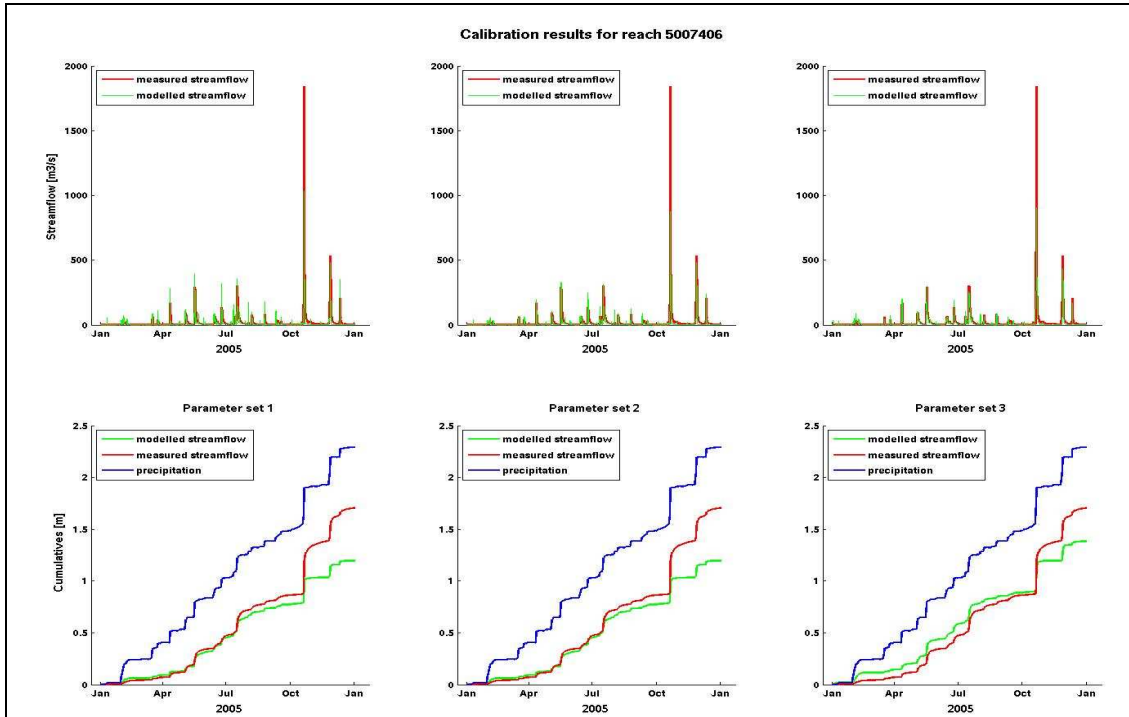 Calibration results for reach 5007406
2000
1500
1000
500
0
Streamflow [m3/s]
measured streamflow
modelled streamflow
Jan Apr Jul Oct Jan
2005
2000
1500
1000
500
0
measured streamflow
modelled streamflow
Jan Apr Jul Oct Jan
2005
2000
1500
1000
500
0
measured streamflow
modelled streamflow
Jan Apr Jul Oct Jan
2005
Parameter set 1
2.5
2
1.5
1
0.5
0
Cumulatives [m]
modelled streamflow
measured streamflow
precipitation
Jan Apr Jul Oct Jan
2005
Parameter set 2
2.5
2
1.5
1
0.5
0
modelled streamflow
measured streamflow
precipitation
Jan Apr Jul Oct Jan
2005
Parameter set 3
2.5
2
1.5
1
0.5
0
modelled streamflow
measured streamflow
precipitation
Jan Apr Jul Oct Jan
2005